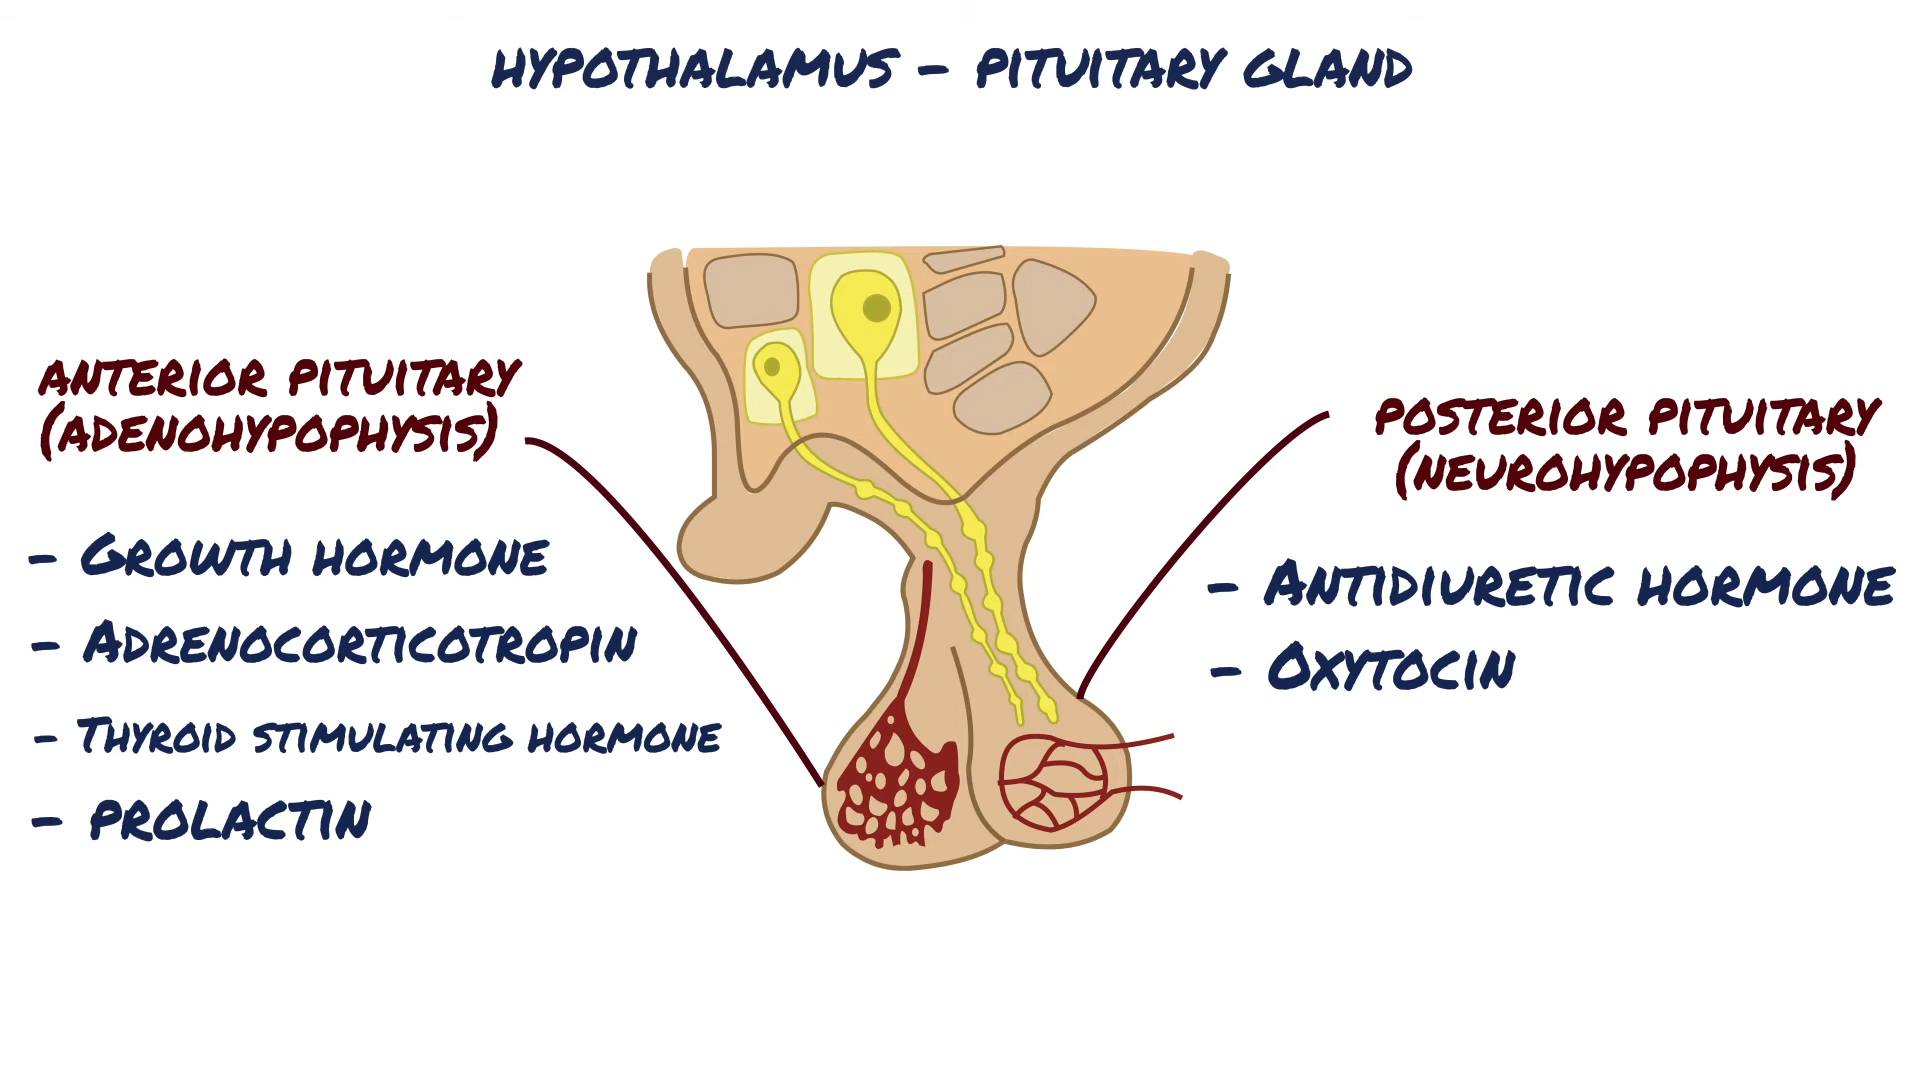 HYPOTHALAMUS - PITUITARY GLAND
ANTERIOR PITUITARY
(ADENOHYPOPHYSIS)
- GROWTH HORMONE
- ADRENOCORTICOTROPIN
- THYROID STIMULATING HORMONE
- PROLACTIN
POSTERIOR PITUITARY
(NEUROHYPOPHYSIS)
- ANTIDIURETIC HORMONE
- OXYTOCIN